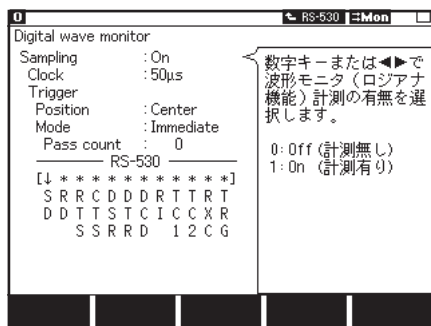 0
RS-530
Mon
Digital wave monitor
Sampling : On
Clock : 50μs
Trigger
Position : Center
Mode : Immediate
Pass count : 0
RS-530
[↓ * * * * * * * * * * *]
S R R C D D D R T T R T
D D T T S T C I C C X R
S S R R D 1 2 C G
数字キーまたは◀▶で
波形モニタ（ロジアナ
機能）計測の有無を選
択します。
0:Off(計測無し)
1:On (計測有り)